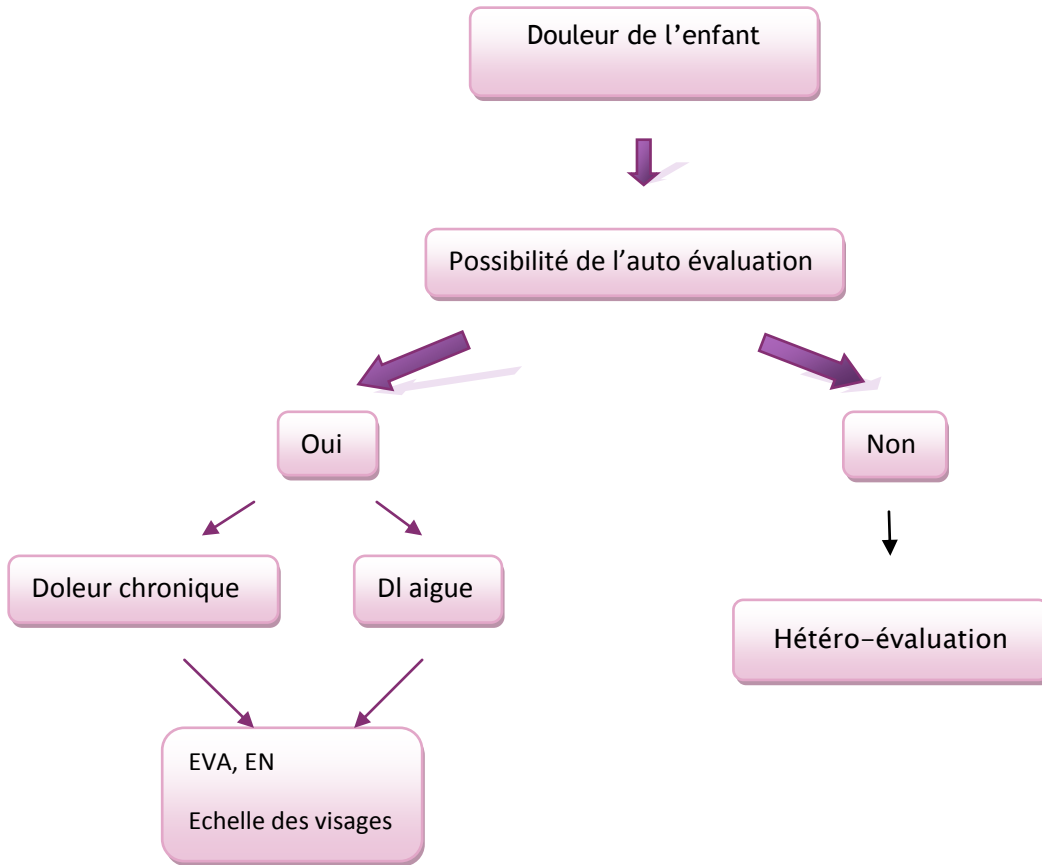 Douleur de l’enfant
Possibilité de l’auto évaluation
Oui
Non
Doleur chronique
Dl aigue
Hétéro-évaluation
EVA, EN
Echelle des visages